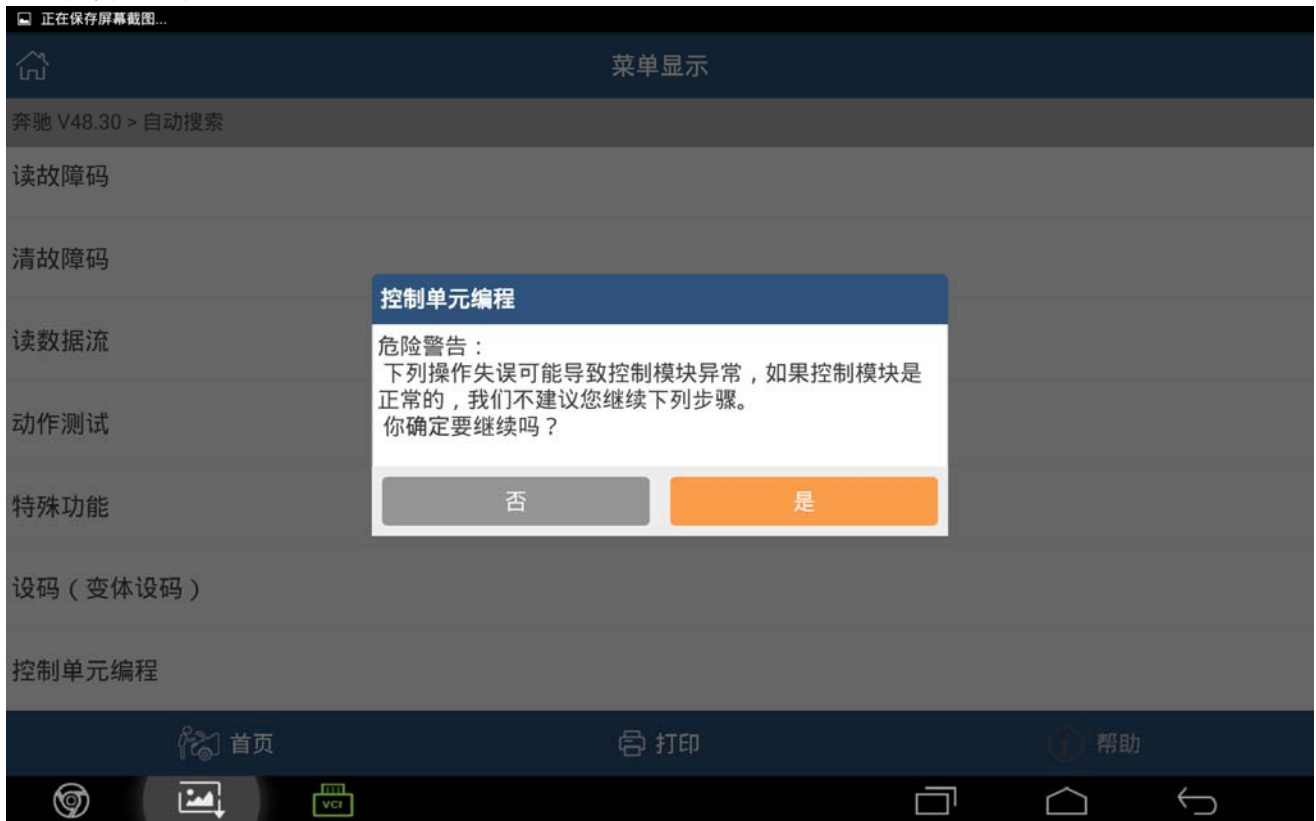 正在保存屏幕截图...
菜单显示
奔驰 V48.30 > 自动搜索
读故障码
清故障码
读数据流
动作测试
特殊功能
设码（变体设码）
控制单元编程
控制单元编程
危险警告：
下列操作失误可能导致控制模块异常，如果控制模块是
正常的，我们不建议您继续下列步骤。
你确定要继续吗？
否
是
首页
打印
帮助
VCI